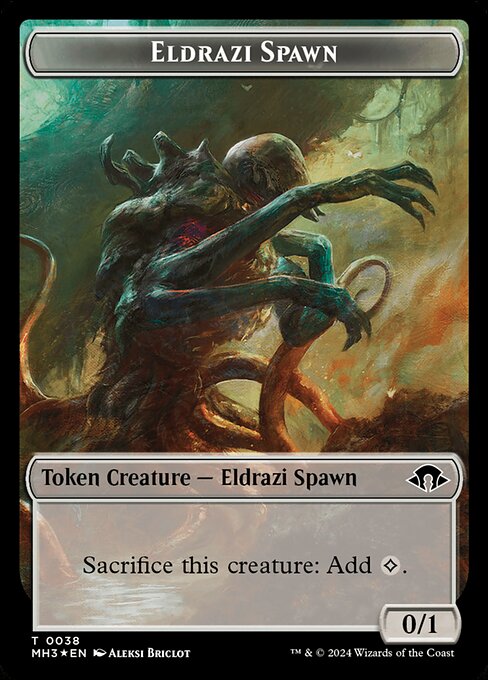 Eldrazi Spawn
Token Creature — Eldrazi Spawn
Sacrifice this creature: Add ◇.
0/1
T 0038
MH3★EN Aleksi Briclot
™ & © 2024 Wizards of the Coast